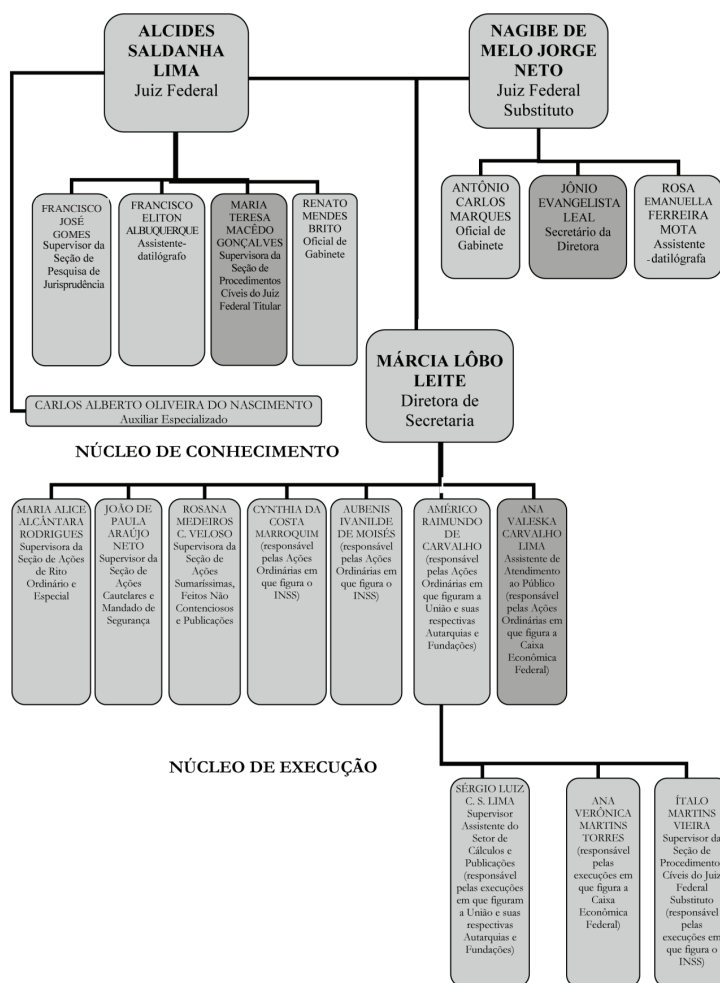 ALCIDES
SALDANHA
LIMA
Juiz Federal
NAGIBE DE
MELO JORGE
NETO
Juiz Federal
Substituto
FRANCISCO
JOSÉ
GOMES
Supervisor da
Seção de
Pesquisa de
Jurisprudência
FRANCISCO
ELITON
ALBUQUERQUE
Assistente-
datilógrafo
MARIA
TERESA
MACÊDO
GONÇALVES
Supervisora da
Seção de
Procedimentos
Cíveis do Juiz
Federal Titular
RENATO
MENDES
BRITO
Oficial de
Gabinete
ANTÔNIO
CARLOS
MARQUES
Oficial de
Gabinete
JÔNIO
EVANGELISTA
LEAL
Secretário da
Diretora
ROSA
EMANUELLA
FERREIRA
MOTA
Assistente
-datilógrafa
MÁRCIA LÔBO
LEITE
Diretora de
Secretaria
CARLOS ALBERTO OLIVEIRA DO NASCIMENTO
Auxiliar Especializado
NÚCLEO DE CONHECIMENTO
MARIA ALICE
ALCÂNTARA
RODRIGUES
Supervisora da
Seção de Ações
de Rito
Ordinário e
Especial
JOÃO DE
PAULA
ARAÚJO
NETO
Supervisor da
Seção de
Ações
Cautelares e
Mandado de
Segurança
ROSANA
MEDEIROS
C. VELOSO
Supervisora da
Seção de
Ações
Sumaríssimas,
Feitos Não
Contenciosos
e Publicações
CYNTHIA DA
COSTA
MARROQUIM
(responsável
pelas Ações
Ordinárias em
que figura o
INSS)
AUBENIS
IVANILDE
DE MOISÉS
(responsável
pelas Ações
Ordinárias em
que figura o
INSS)
AMÉRICO
RAIMUNDO
DE
CARVALHO
(responsável
pelas Ações
Ordinárias em
que figuram a
União e suas
respectivas
Autarquias e
Fundações)
ANA
VALESKA
CARVALHO
LIMA
Assistente de
Atendimento
ao Público
(responsável
pelas Ações
Ordinárias em
que figura a
Caixa
Econômica
Federal)
NÚCLEO DE EXECUÇÃO
SÉRGIO LUIZ
C. S. LIMA
Supervisor
Assistente do
Setor de
Cálculos e
Publicações
(responsável
pelas execuções
em que figuram
a União e suas
respectivas
Autarquias e
Fundações)
ANA
VERÔNICA
MARTINS
TORRES
(responsável
pelas
execuções em
que figura a
Caixa
Econômica
Federal)
ÍTALO
MARTINS
VIEIRA
Supervisor da
Seção de
Procedimento
Cíveis do Juiz
Federal
Substituto
(responsável
pelas
execuções em
que figura o
INSS)